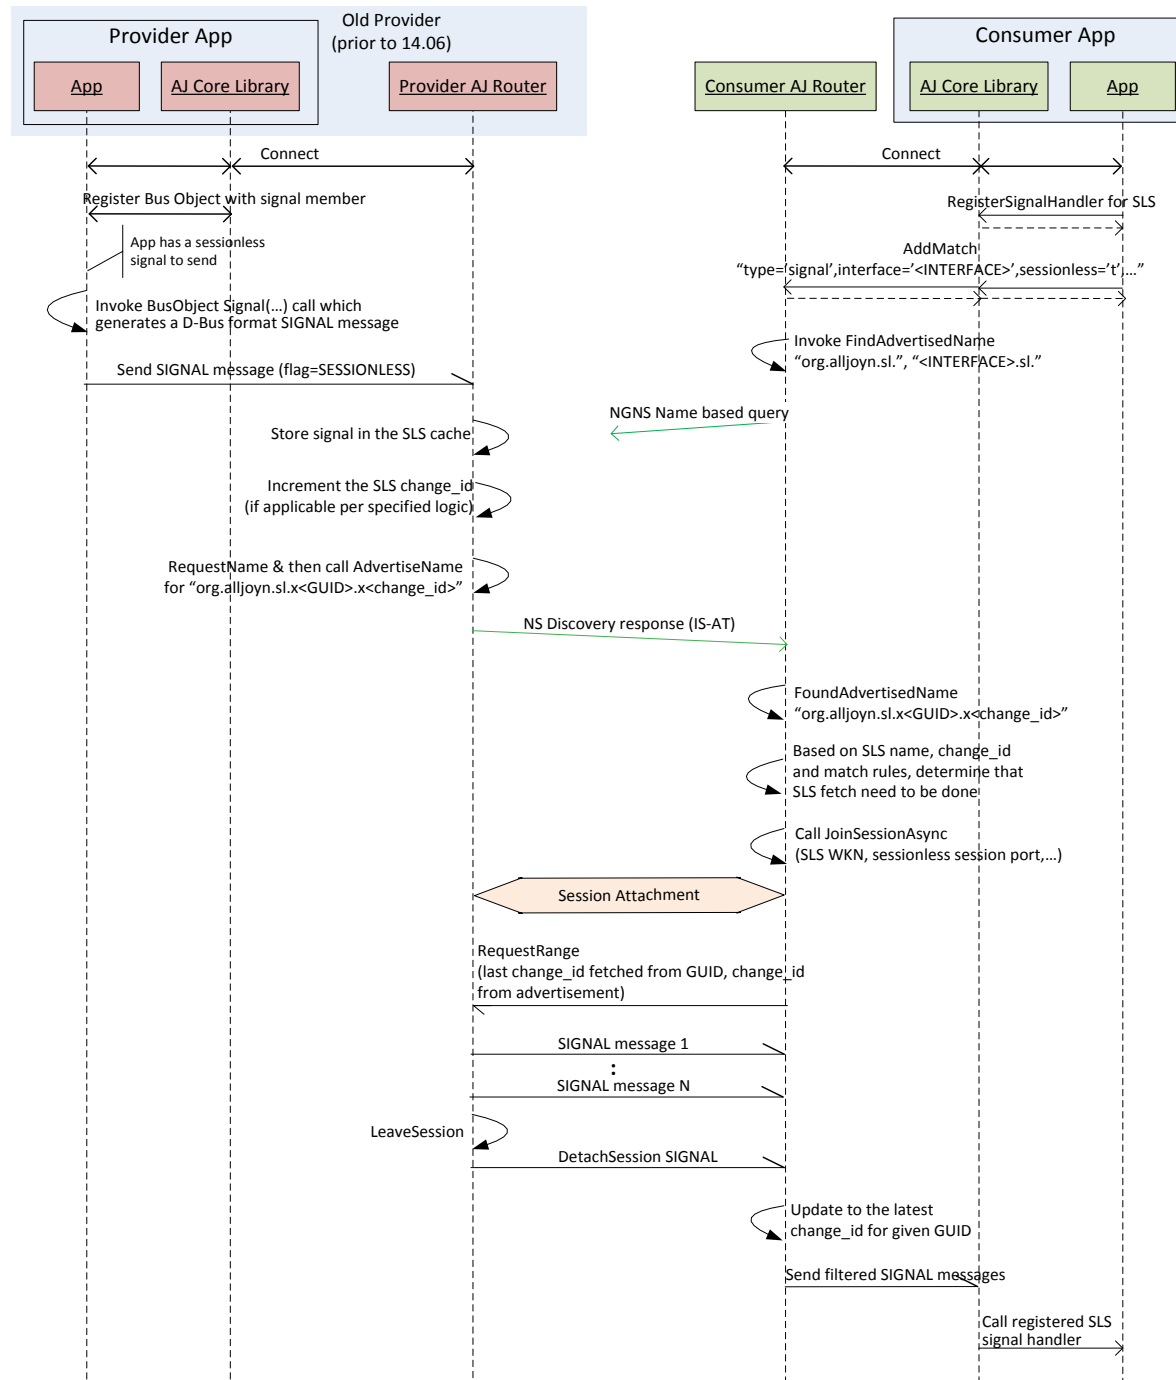 Old Provider
(prior to 14.06)
Provider App
Consumer App
App
AJ Core Library
Provider AJ Router
Consumer AJ Router
AJ Core Library
App
Connect
Connect
Register Bus Object with signal member
RegisterSignalHandler for SLS
App has a sessionless
signal to send
AddMatch
“type=’signal’,interface=’<INTERFACE>’,sessionless=’t’,…”
Invoke BusObject Signal(…) call which
generates a D-Bus format SIGNAL message
Invoke FindAdvertisedName
“org.alljoyn.sl.”, “<INTERFACE>.sl.”
Send SIGNAL message (flag=SESSIONLESS)
NGNS Name based query
Store signal in the SLS cache
Increment the SLS change_id
(if applicable per specified logic)
RequestName & then call AdvertiseName
for “org.alljoyn.sl.x<GUID>.x<change_id>”
NS Discovery response (IS-AT)
FoundAdvertisedName
“org.alljoyn.sl.x<GUID>.x<change_id>”
Based on SLS name, change_id
and match rules, determine that
SLS fetch need to be done
Call JoinSessionAsync
(SLS WKN, sessionless session port,…)
Session Attachment
RequestRange
(last change_id fetched from GUID, change_id
from advertisement)
SIGNAL message 1
:
SIGNAL message N
LeaveSession
DetachSession SIGNAL
Update to the latest
change_id for given GUID
Send filtered SIGNAL messages
Call registered SLS
signal handler